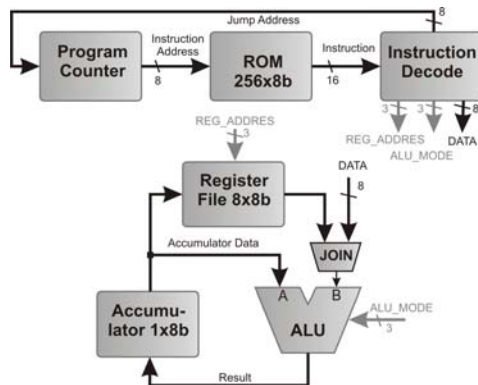 Jump Address
8
Program
Counter
Instruction
Address
8
ROM
256x8b
Instruction
16
Instruction
Decode
3
3
8
REG_ADDRES
ALU_MODE
DATA
REG_ADDRES
3
Register
File 8x8b
DATA
8
JOIN
Accumulator Data
Accumu-
lator 1x8b
A
B
ALU
ALU_MODE
3
Result